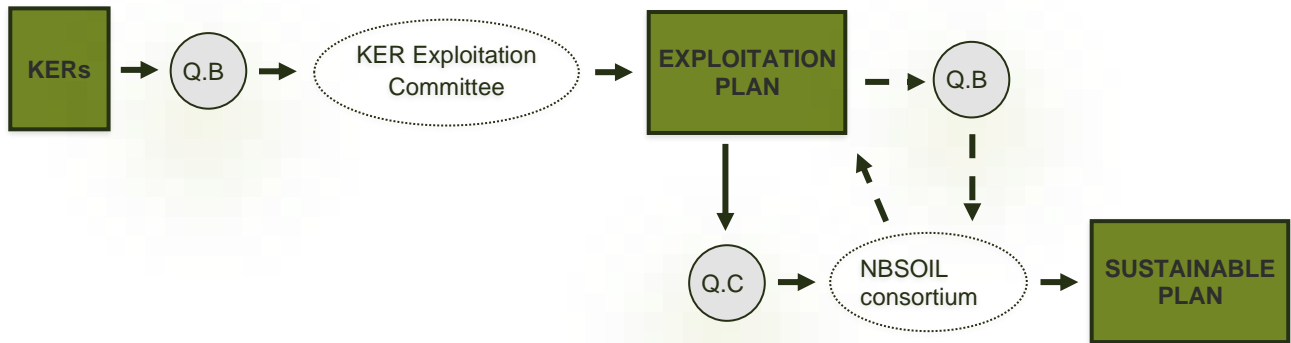 KERs
Q.B
KER Exploitation
Committee
EXPLOITATION
PLAN
Q.B
Q.C
NBSOIL
consortium
SUSTAINABLE
PLAN